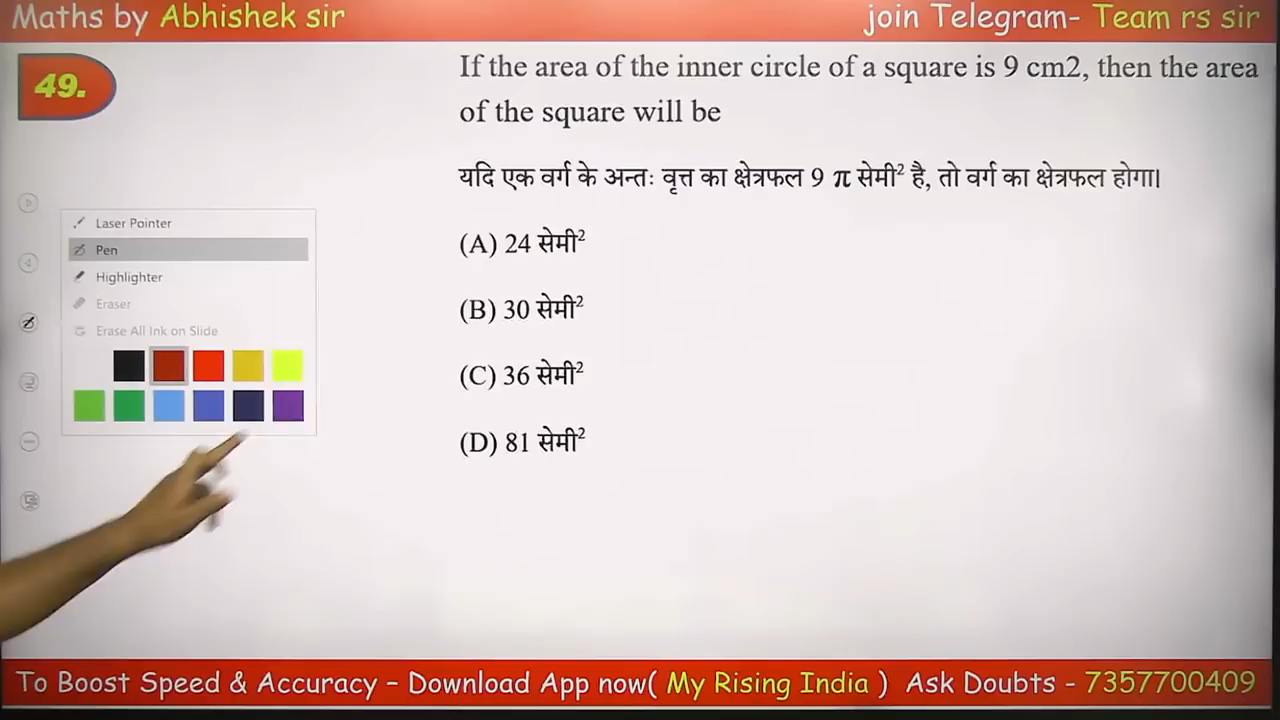 Maths by Abhishek sir
join Telegram- Team rs sir
49.
If the area of the inner circle of a square is 9 cm2, then the area
of the square will be
यदि एक वर्ग के अन्तः वृत्त का क्षेत्रफल 9 π सेमी² है, तो वर्ग का क्षेत्रफल होगा।
(A) 24 सेमी²
(B) 30 सेमी²
(C) 36 सेमी²
(D) 81 सेमी²
Laser Pointer
Pen
Highlighter
Eraser
Erase All Ink on Slide
To Boost Speed & Accuracy – Download App now( My Rising India ) Ask Doubts - 7357700409